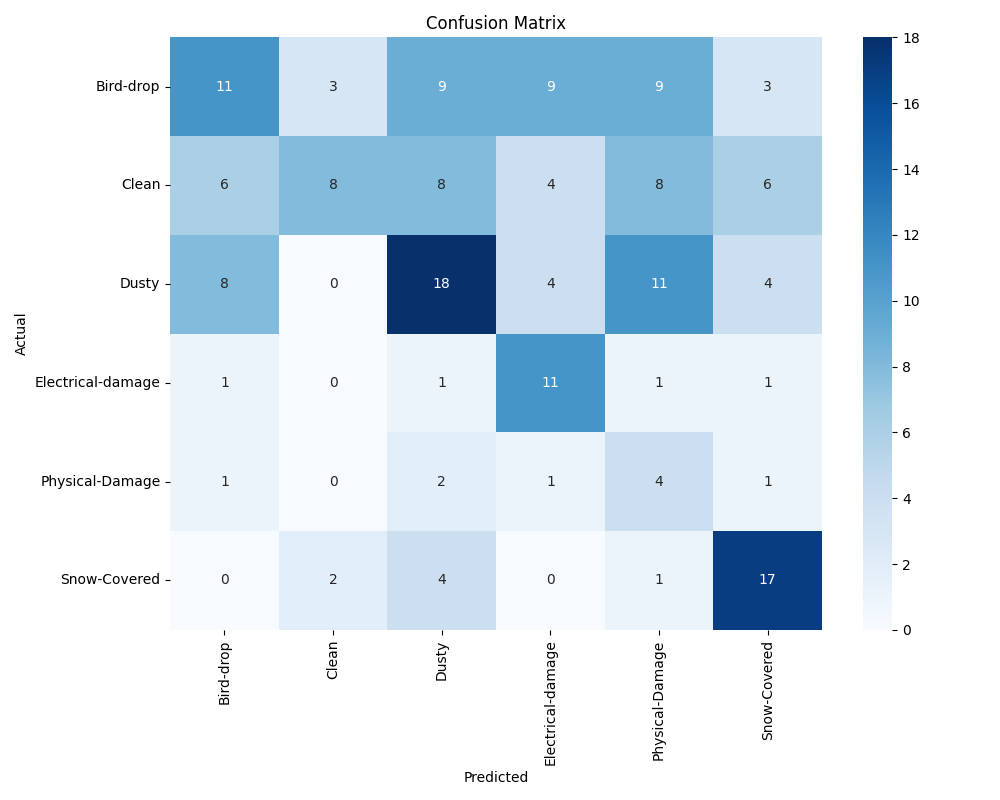 Confusion Matrix
Actual
Bird-drop 11 3 9 9 9 3
Clean 6 8 8 4 8 6
Dusty 8 0 18 4 11 4
Electrical-damage 1 0 1 11 1 1
Physical-Damage 1 0 2 1 4 1
Snow-Covered 0 2 4 0 1 17
Bird-drop Clean Dusty Electrical-damage Physical-Damage Snow-Covered
Predicted
18
16
14
12
10
8
6
4
2
0